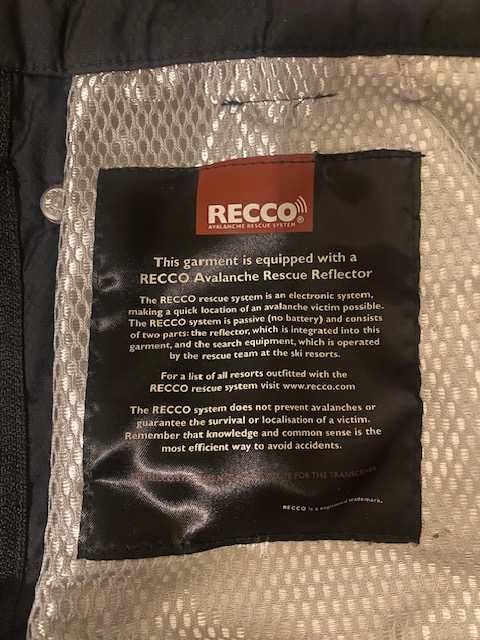 RECCO®
AVALANCHE RESCUE SYSTEM
This garment is equipped with a
RECCO Avalanche Rescue Reflector
The RECCO rescue system is an electronic system,
making a quick location of an avalanche victim possible.
The RECCO system is passive (no battery) and consists
of two parts: the reflector, which is integrated into this
garment, and the search equipment, which is operated
by the rescue team at the ski resorts.
For a list of all resorts outfitted with the
RECCO rescue system visit www.recco.com
The RECCO system does not prevent avalanches or
guarantee the survival or localisation of a victim.
Remember that knowledge and common sense is the
most efficient way to avoid accidents.
FOR THE TRANSCEIVER
RECCO is a registered trademark.